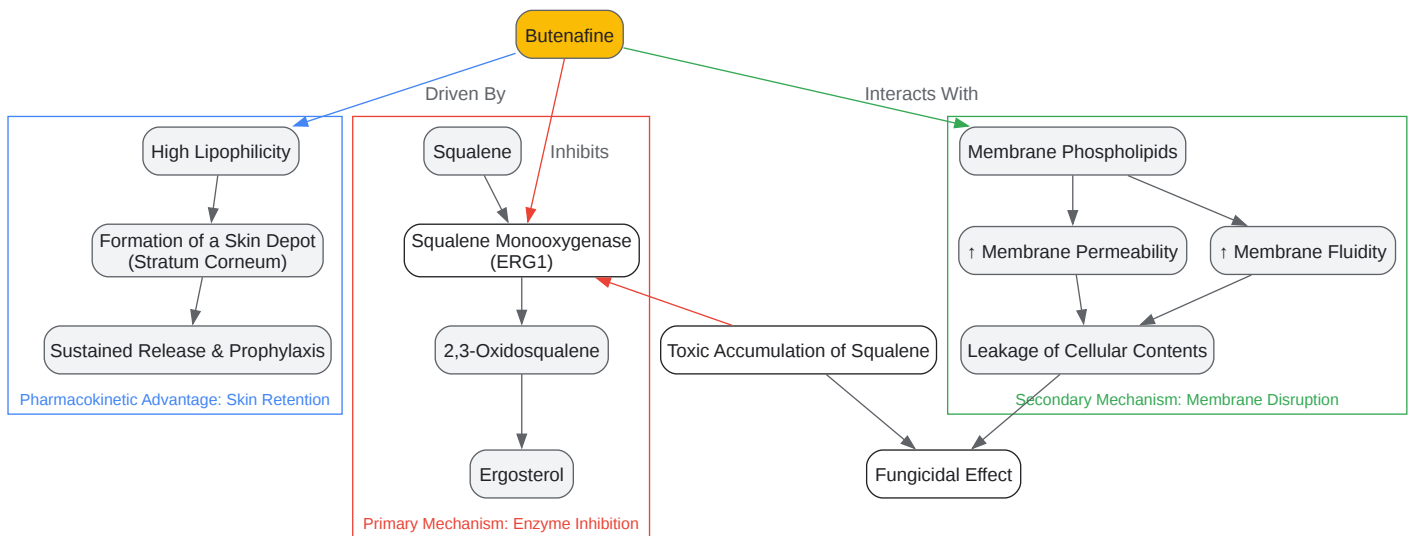 Butenafine
Driven By
Interacts With
High Lipophilicity
Squalene
Inhibits
Membrane Phospholipids
Formation of a Skin Depot
(Stratum Corneum)
Squalene Monooxygenase
(ERG1)
↑ Membrane Permeability
↑ Membrane Fluidity
Sustained Release & Prophylaxis
2,3-Oxidosqualene
Toxic Accumulation of Squalene
Leakage of Cellular Contents
Pharmacokinetic Advantage: Skin Retention
Secondary Mechanism: Membrane Disruption
Ergosterol
Fungicidal Effect
Primary Mechanism: Enzyme Inhibition